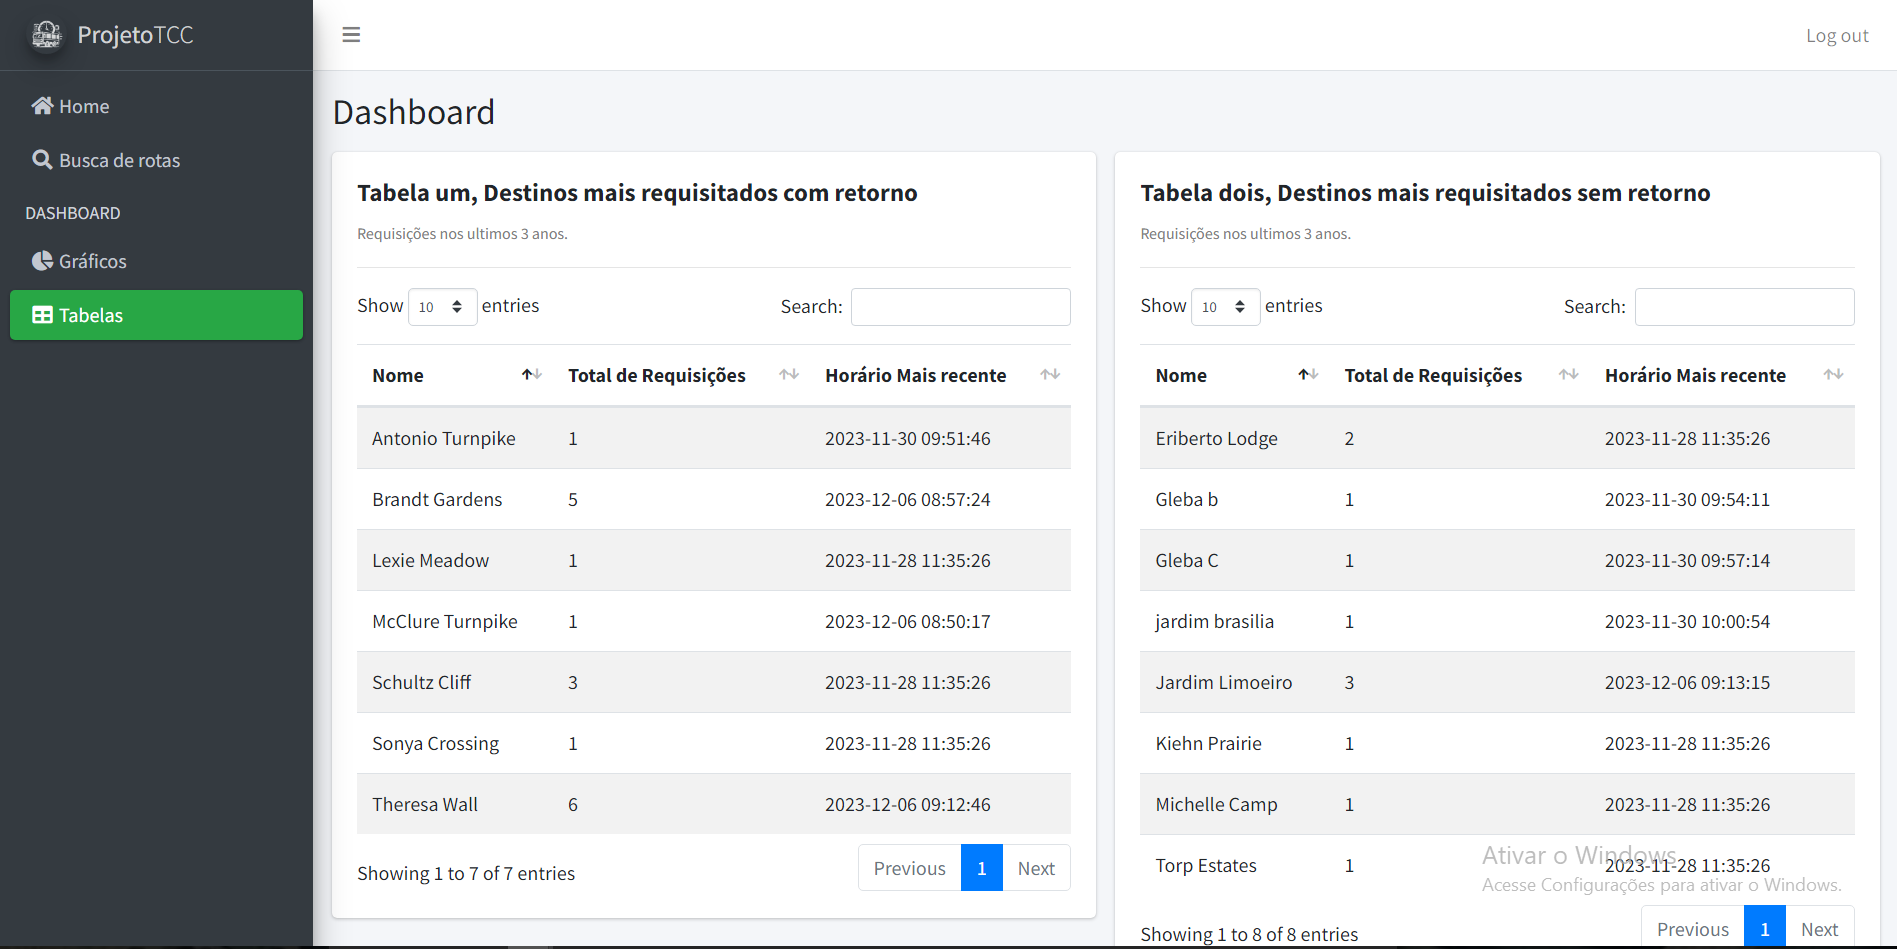 ProjetoTCC
Log out
Home
Busca de rotas
DASHBOARD
Gráficos
Tabelas
Dashboard
Tabela um, Destinos mais requisitados com retorno
Requisições nos ultimos 3 anos.
Show 10 entries Search:
Nome Total de Requisições Horário Mais recente
Antonio Turnpike 1 2023-11-30 09:51:46
Brandt Gardens 5 2023-12-06 08:57:24
Lexie Meadow 1 2023-11-28 11:35:26
McClure Turnpike 1 2023-12-06 08:50:17
Schultz Cliff 3 2023-11-28 11:35:26
Sonya Crossing 1 2023-11-28 11:35:26
Theresa Wall 6 2023-12-06 09:12:46
Showing 1 to 7 of 7 entries Previous 1 Next
Tabela dois, Destinos mais requisitados sem retorno
Requisições nos ultimos 3 anos.
Show 10 entries Search:
Nome Total de Requisições Horário Mais recente
Eriberto Lodge 2 2023-11-28 11:35:26
Gleba b 1 2023-11-30 09:54:11
Gleba C 1 2023-11-30 09:57:14
jardim brasilia 1 2023-11-30 10:00:54
Jardim Limoeiro 3 2023-12-06 09:13:15
Kiehn Prairie 1 2023-11-28 11:35:26
Michelle Camp 1 2023-11-28 11:35:26
Torp Estates 1 2023-11-28 11:35:26
Showing 1 to 8 of 8 entries Previous 1 Next
Ativar o Windows
Acesse Configurações para ativar o Windows.